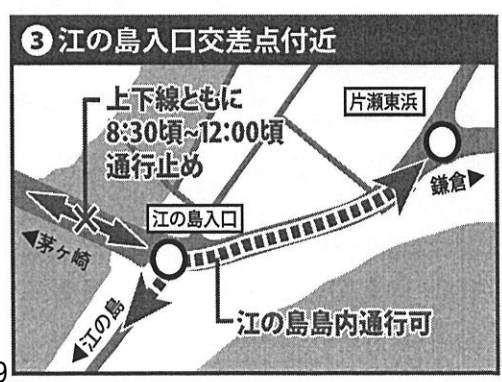 ❸江の島入口交差点付近
上下線ともに
8:30頃~12:00頃
通行止め
片瀬東浜
鎌倉▶
江の島入口
◀茅ヶ崎
◀江の島
江の島島内通行可
9